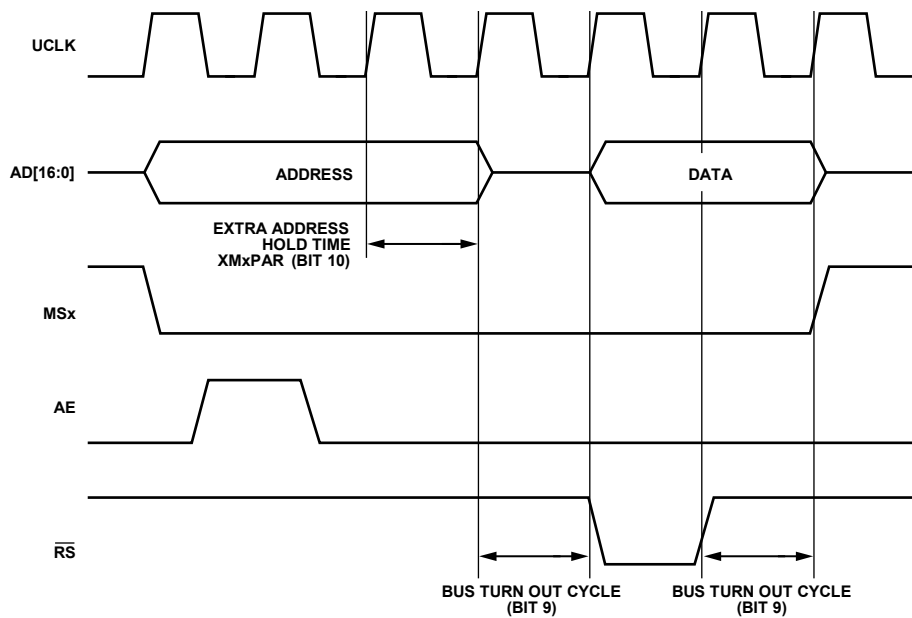 UCLK
AD[16:0]
ADDRESS
DATA
EXTRA ADDRESS
HOLD TIME
XMxPAR (BIT 10)
MSx
AE
RS
BUS TURN OUT CYCLE
(BIT 9)
BUS TURN OUT CYCLE
(BIT 9)